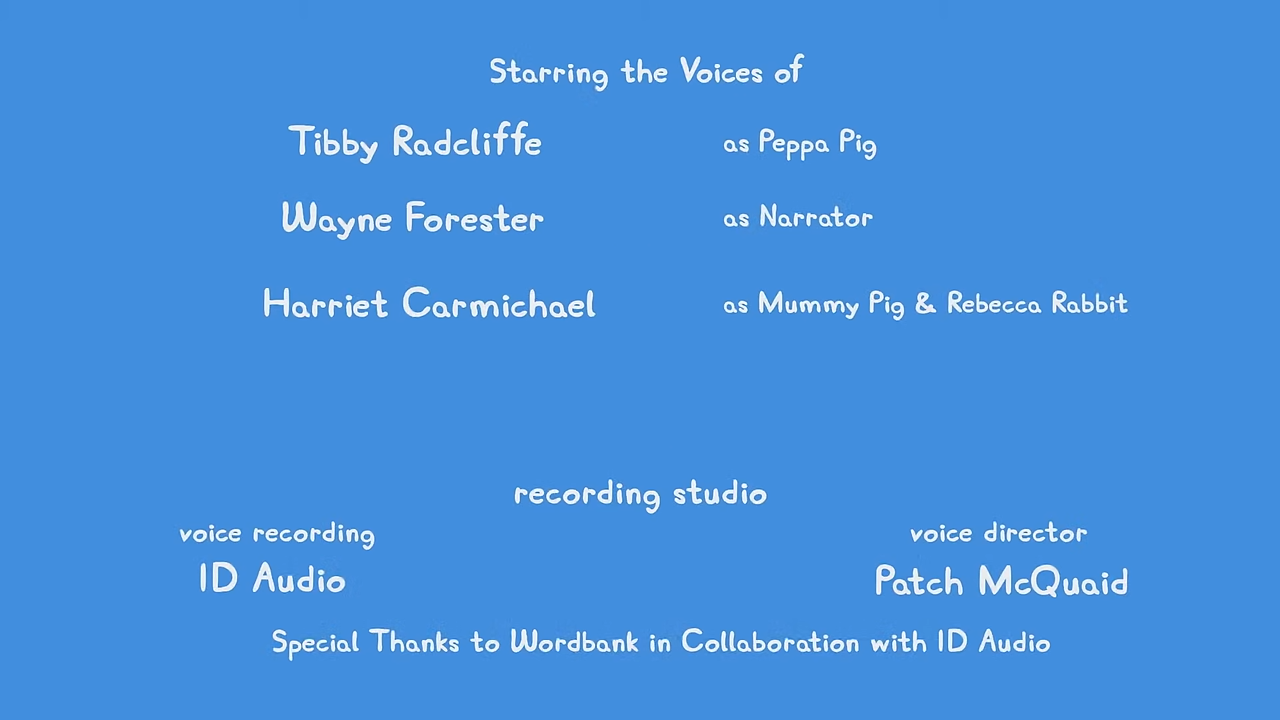 Starring the Voices of
Tibby Radcliffe as Peppa Pig
Wayne Forester as Narrator
Harriet Carmichael as Mummy Pig & Rebecca Rabbit
recording studio
voice recording voice director
ID Audio Patch McQuaid
Special Thanks to Wordbank in Collaboration with ID Audio